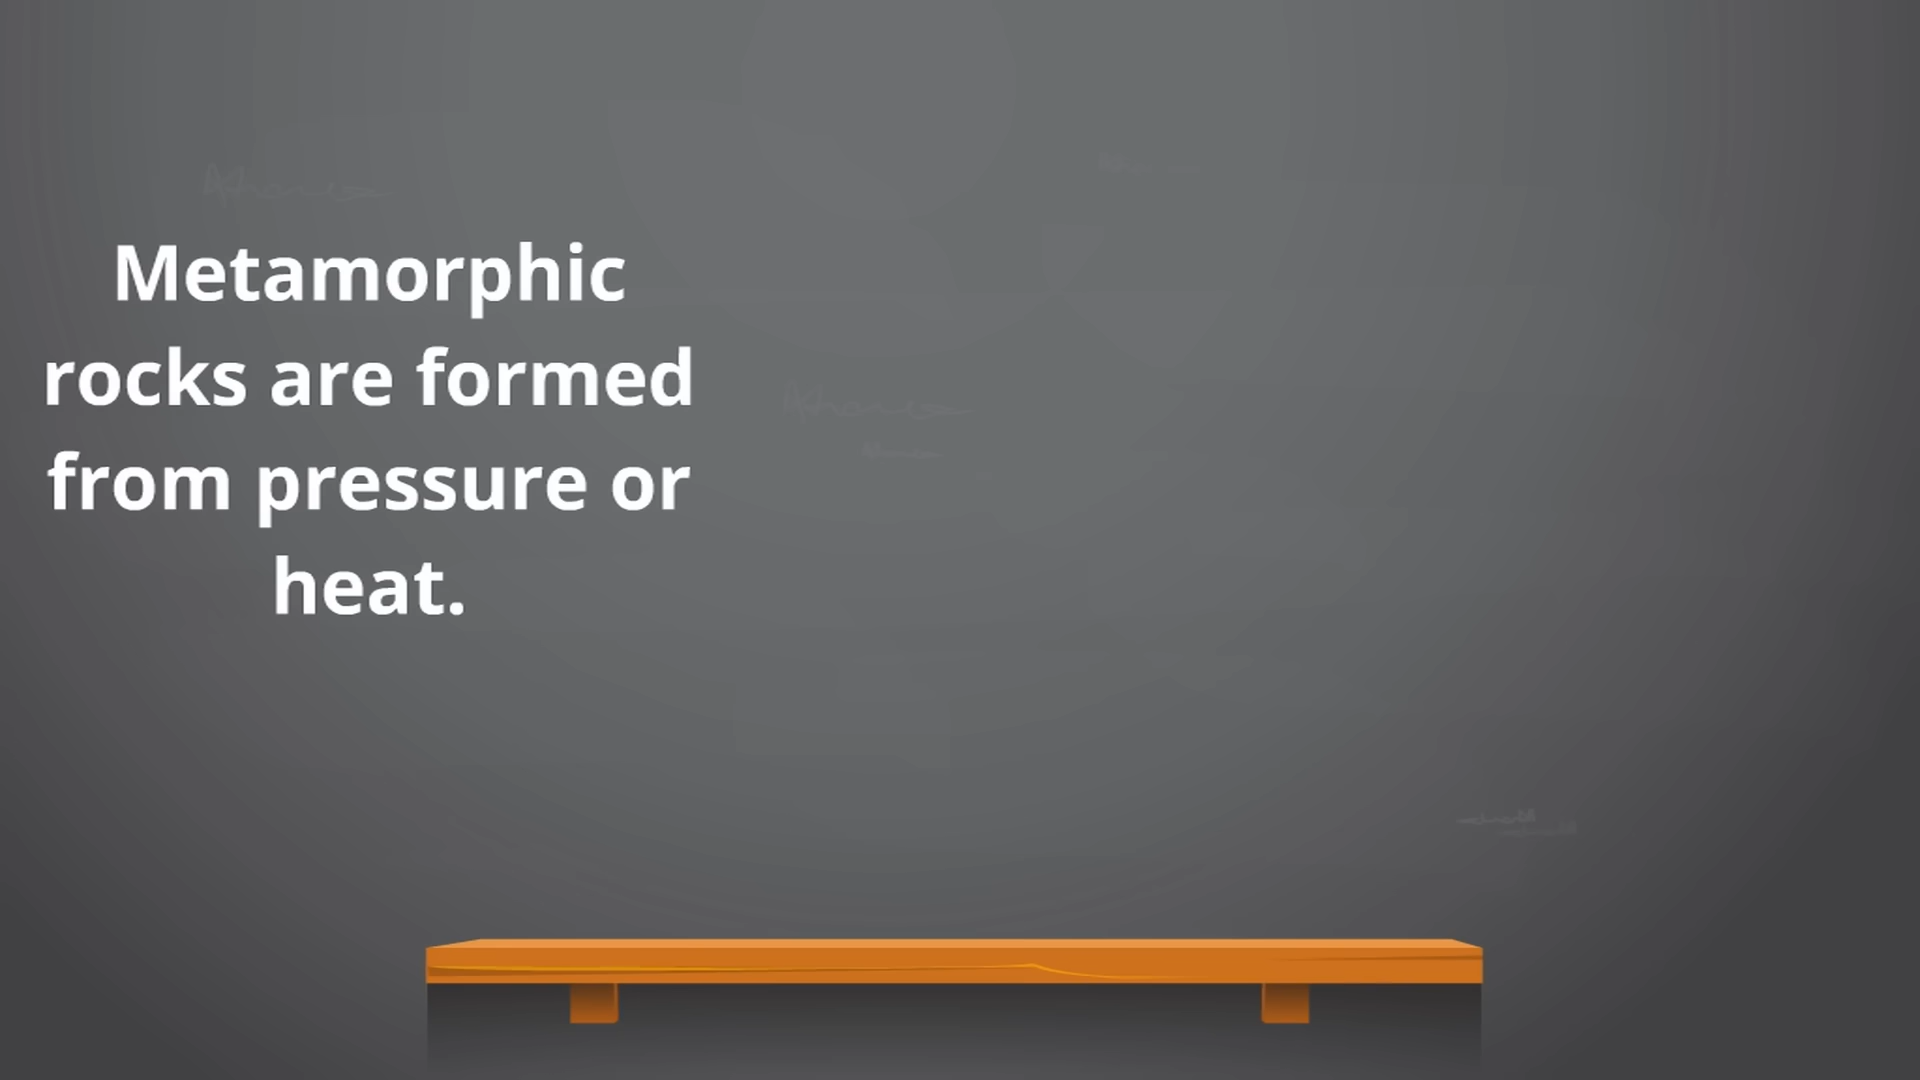 Metamorphic
rocks are formed
from pressure or
heat.